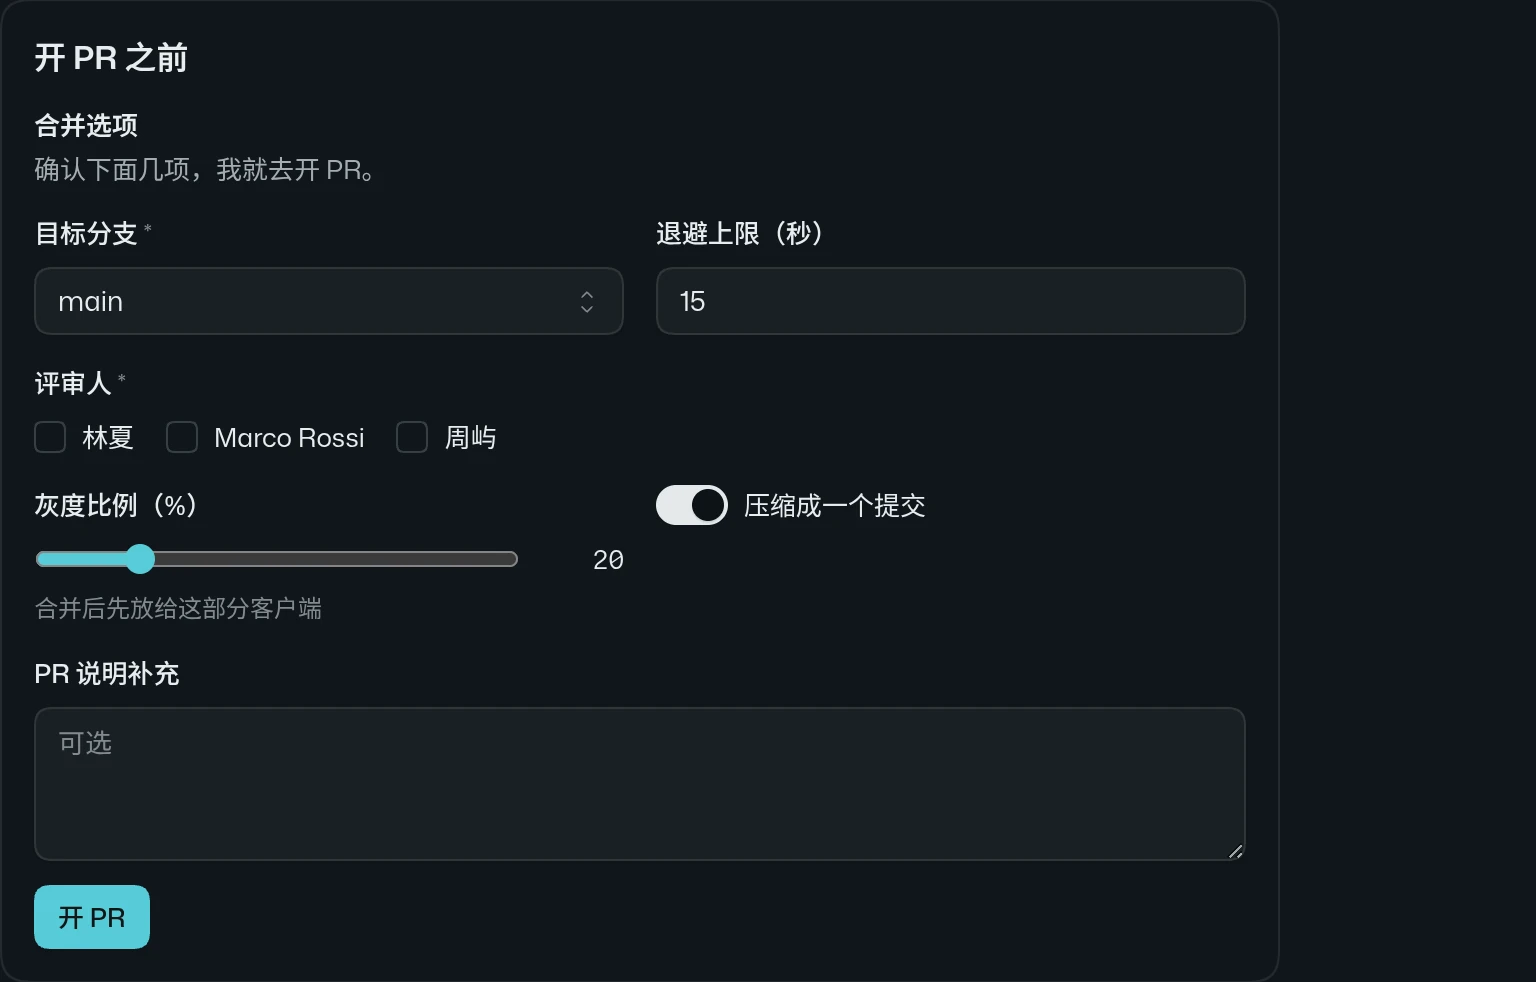 开 PR 之前
合并选项
确认下面几项，我就去开 PR。
目标分支 *
退避上限（秒）
main
15
评审人 *
林夏
Marco Rossi
周屿
灰度比例（%）
压缩成一个提交
20
合并后先放给这部分客户端
PR 说明补充
可选
开 PR